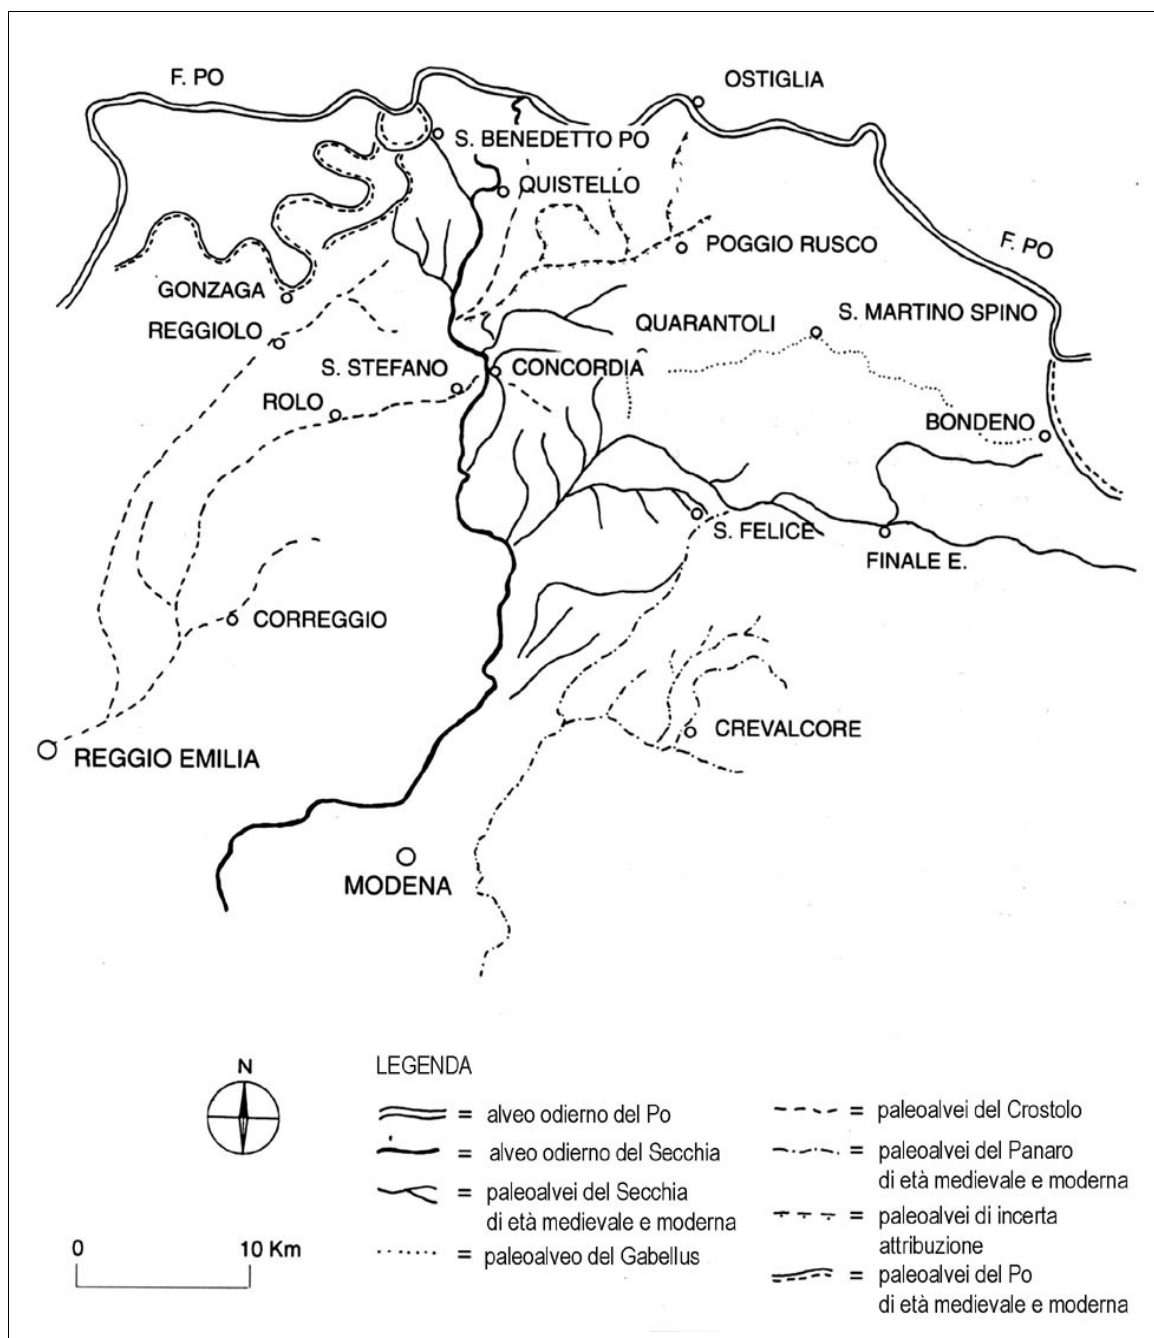 F. PO
OSTIGLIA
S. BENEDETTO PO
QUISTELLO
POGGIO RUSCO
F. PO
GONZAGA
S. MARTINO SPINO
REGGIOLO
QUARANTOLI
S. STEFANO
CONCORDIA
ROLO
BONDENO
S. FELICE
FINALE E.
CORREGGIO
CREVALCORE
REGGIO EMILIA
MODENA
N
LEGENDA
= alveo odierno del Po
= alveo odierno del Secchia
= paleoalvei del Secchia
di età medievale e moderna
= paleoalveo del Gabellus
= paleoalvei del Crostolo
= paleoalvei del Panaro
di età medievale e moderna
= paleoalvei di incerta
attribuzione
= paleoalvei del Po
di età medievale e moderna
0 10 Km